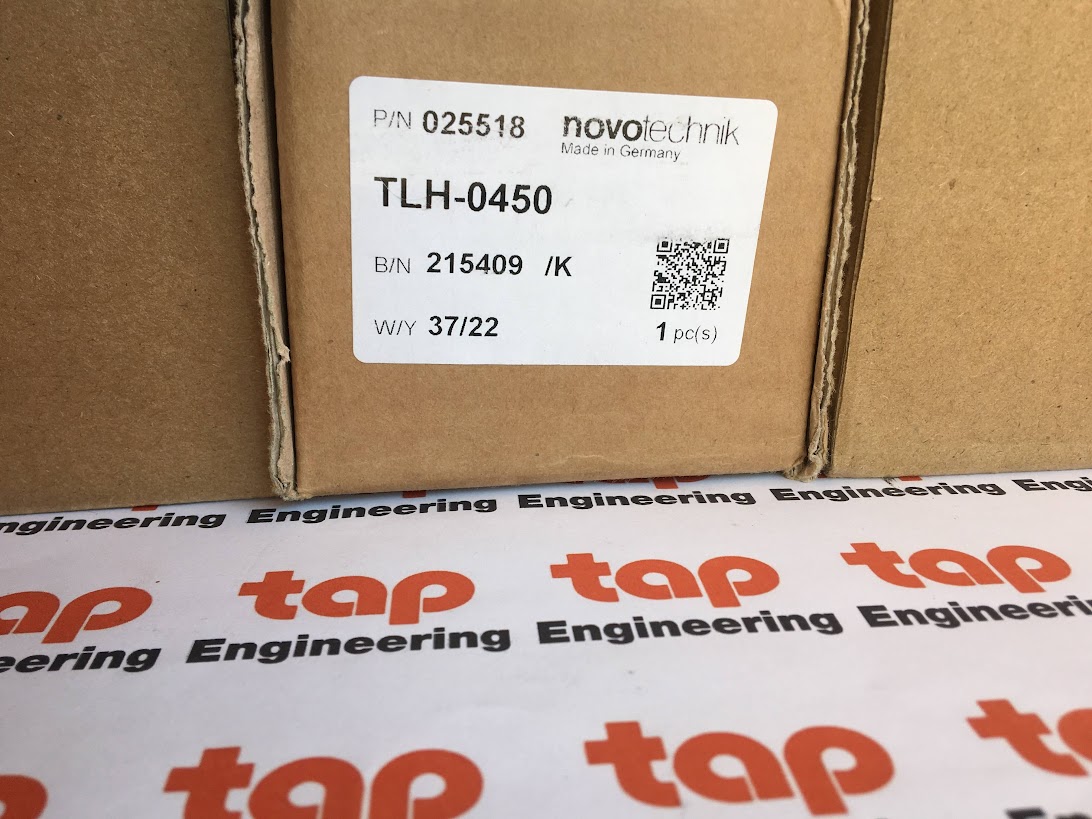 P/N 025518 novotechnik
Made in Germany
TLH-0450
B/N 215409 /K
W/Y 37/22
1 pc(s)
Engineering Engineering Engineering
tap tap tap
Engineering Engineering Engineering
tap tap